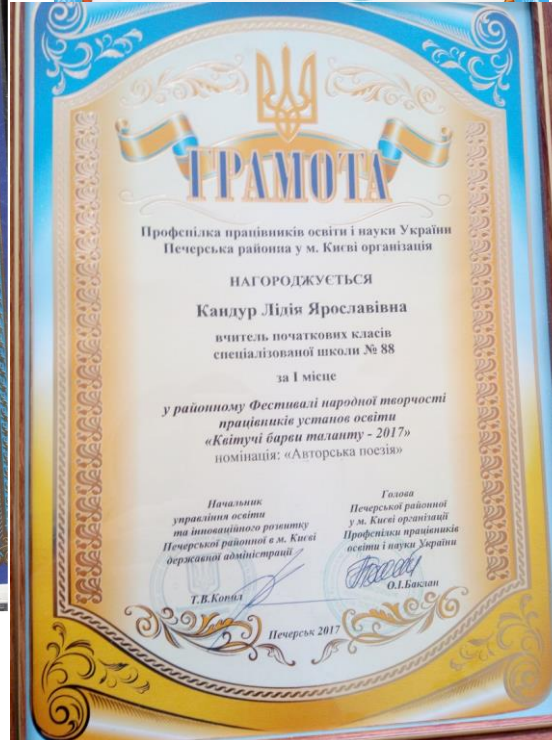 ГРАМОТА
Профспілка працівників освіти і науки України
Печерська районна у м. Києві організація
НАГОРОДЖУЄТЬСЯ
Кандур Лідія Ярославівна
вчитель початкових класів
спеціалізованої школи № 88
за І місце
у районному Фестивалі народної творчості
працівників установ освіти
«Квітучі барви таланту - 2017»
номінація: «Авторська поезія»
Начальник
управління освіти
та інноваційного розвитку
Печерської районної в м. Києві
державної адміністрації
Т.В.Копил
Голова
Печерської районної
у м. Києві організації
Профспілки працівників
освіти і науки України
О.І.Баклан
Печерськ 2017